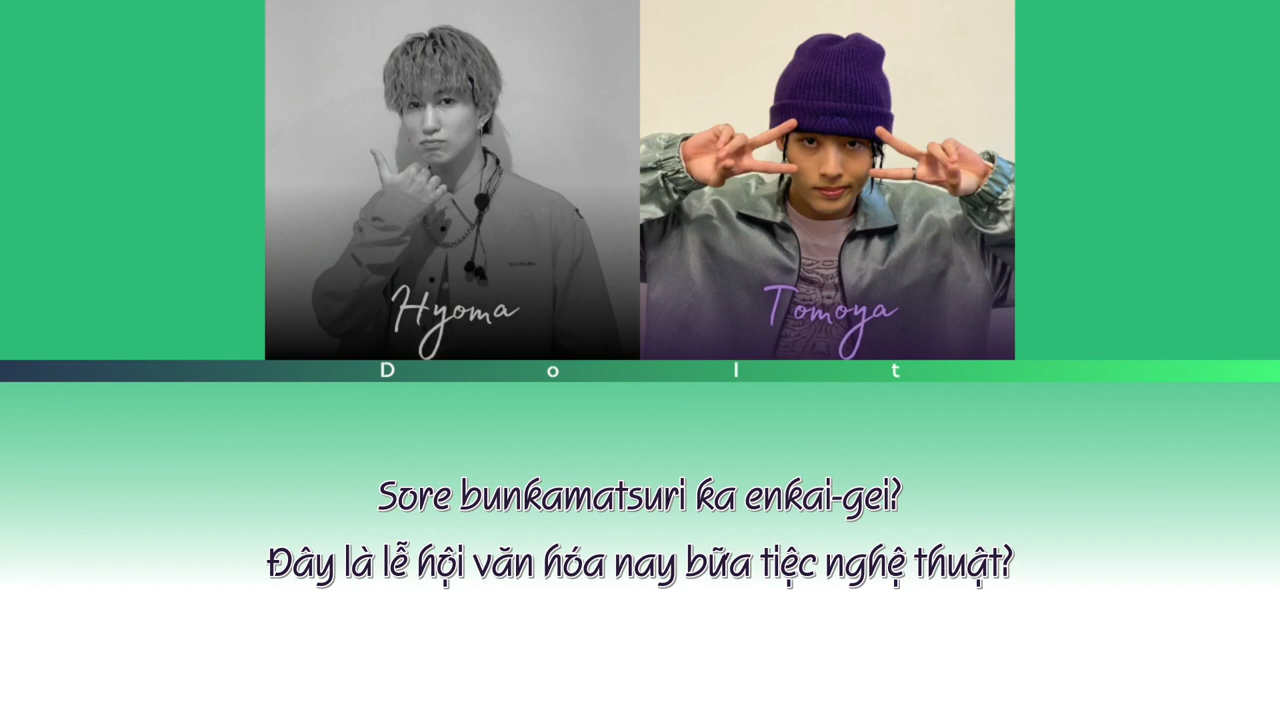 Hyoma
Tomoya
D o l t
Sore bunkamatsuri ka enkai-gei?
Đây là lễ hội văn hóa nay bữa tiệc nghệ thuật?